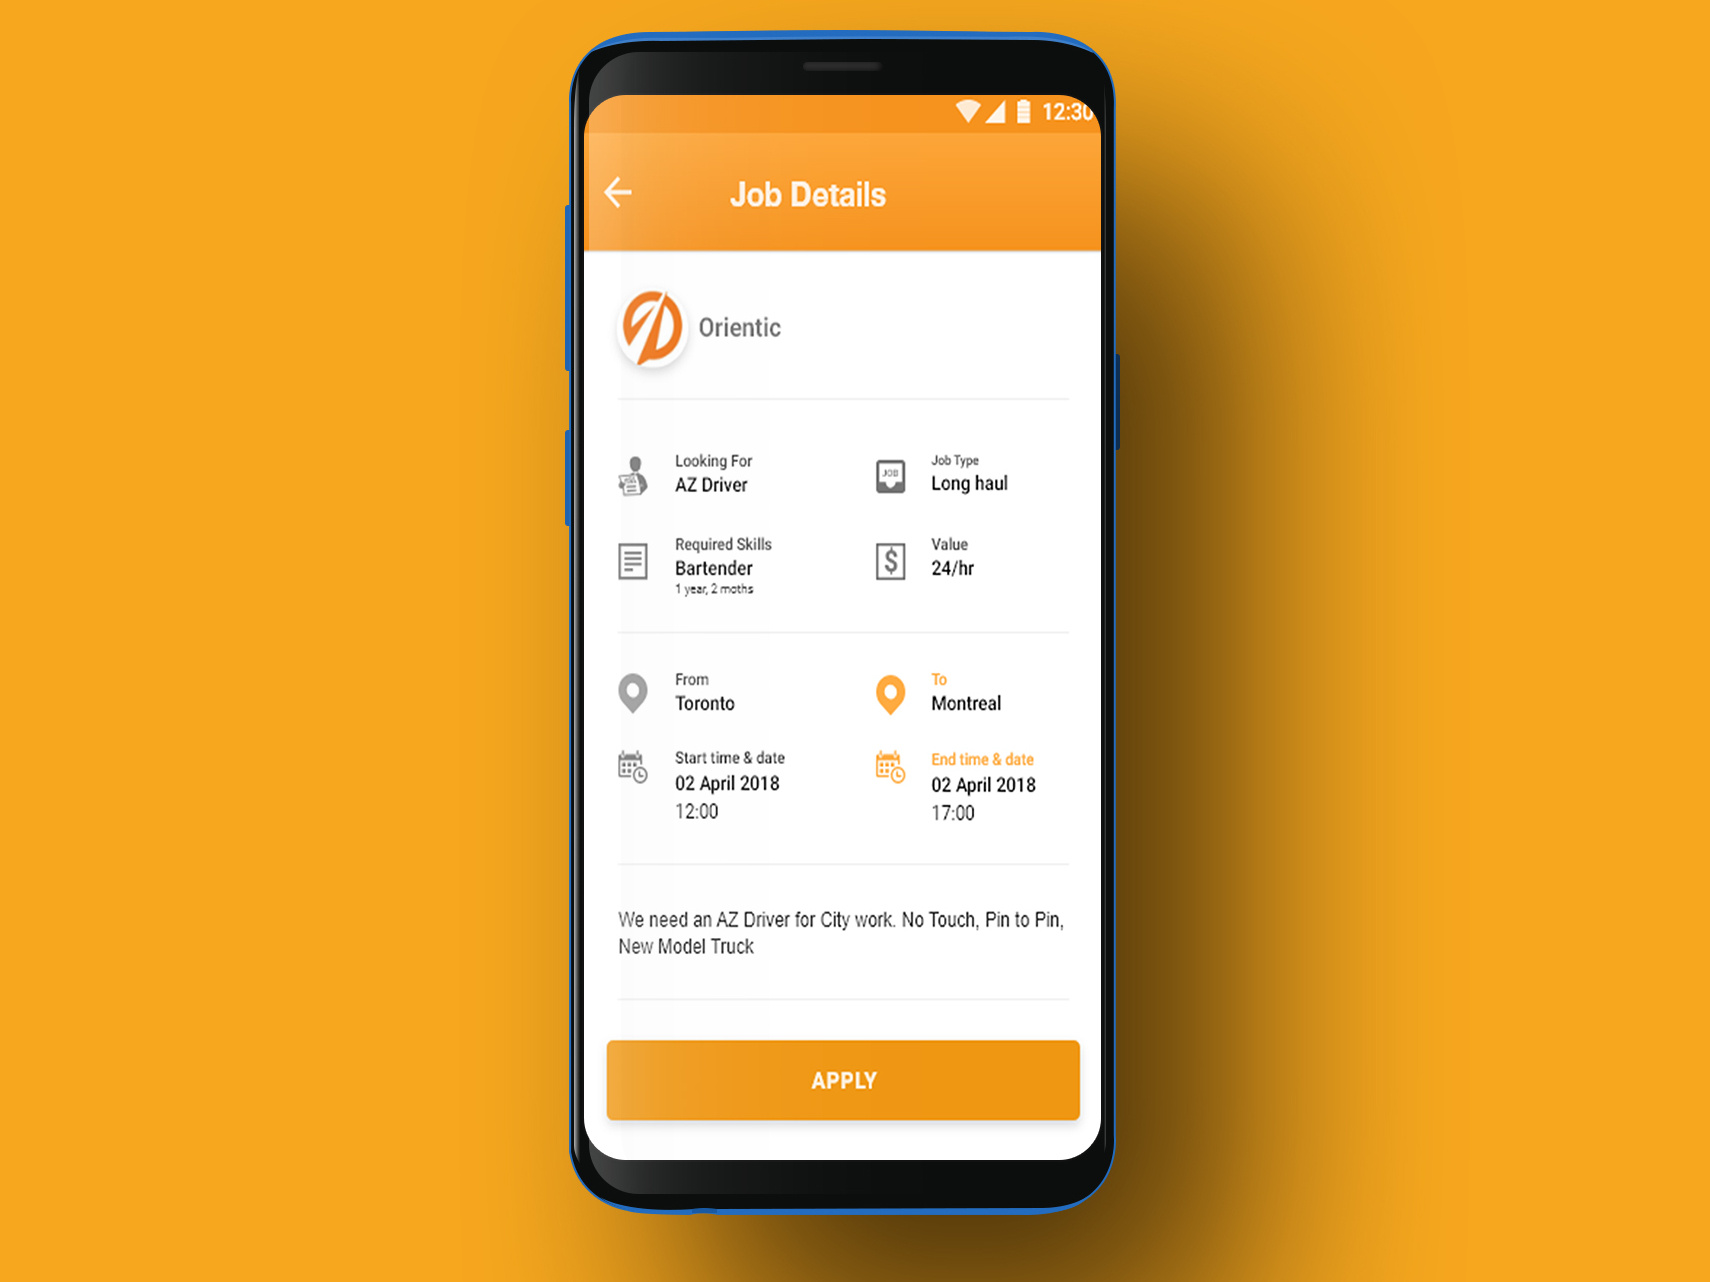 12:30
Job Details
Orientic
Looking For
AZ Driver
Job Type
Long haul
JOB
Required Skills
Bartender
1 year, 2 moths
Value
24/hr
$
From
Toronto
To
Montreal
Start time & date
02 April 2018
12:00
End time & date
02 April 2018
17:00
We need an AZ Driver for City work. No Touch, Pin to Pin,
New Model Truck
APPLY